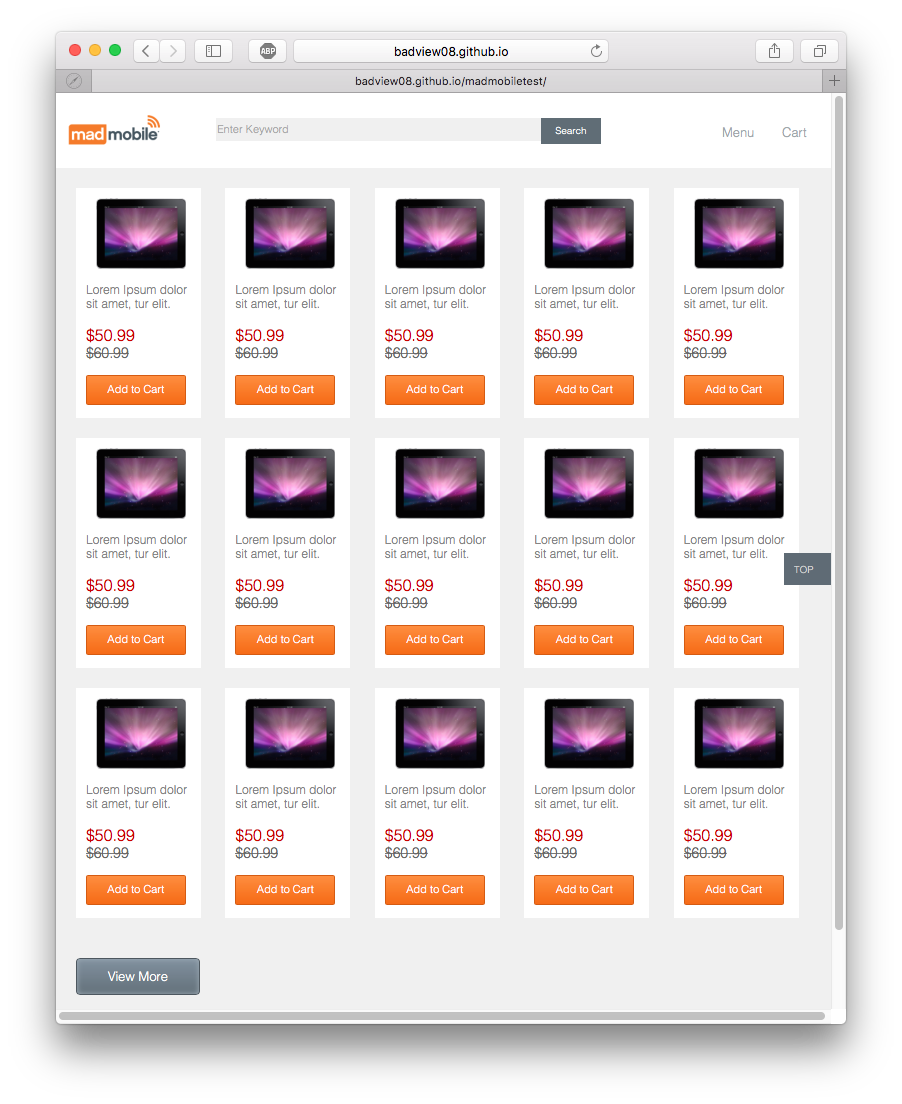 ABP
badview08.github.io
badview08.github.io/madmobiletest/
madmobile
Enter Keyword
Search
Menu
Cart
Lorem Ipsum dolor
sit amet, tur elit.
$50.99
$60.99
Add to Cart
Lorem Ipsum dolor
sit amet, tur elit.
$50.99
$60.99
Add to Cart
Lorem Ipsum dolor
sit amet, tur elit.
$50.99
$60.99
Add to Cart
Lorem Ipsum dolor
sit amet, tur elit.
$50.99
$60.99
Add to Cart
Lorem Ipsum dolor
sit amet, tur elit.
$50.99
$60.99
Add to Cart
Lorem Ipsum dolor
sit amet, tur elit.
$50.99
$60.99
Add to Cart
Lorem Ipsum dolor
sit amet, tur elit.
$50.99
$60.99
Add to Cart
Lorem Ipsum dolor
sit amet, tur elit.
$50.99
$60.99
Add to Cart
Lorem Ipsum dolor
sit amet, tur elit.
$50.99
$60.99
Add to Cart
Lorem Ipsum dolor
sit amet, tur elit.
$50.99
$60.99
Add to Cart
TOP
Lorem Ipsum dolor
sit amet, tur elit.
$50.99
$60.99
Add to Cart
Lorem Ipsum dolor
sit amet, tur elit.
$50.99
$60.99
Add to Cart
Lorem Ipsum dolor
sit amet, tur elit.
$50.99
$60.99
Add to Cart
Lorem Ipsum dolor
sit amet, tur elit.
$50.99
$60.99
Add to Cart
Lorem Ipsum dolor
sit amet, tur elit.
$50.99
$60.99
Add to Cart
View More